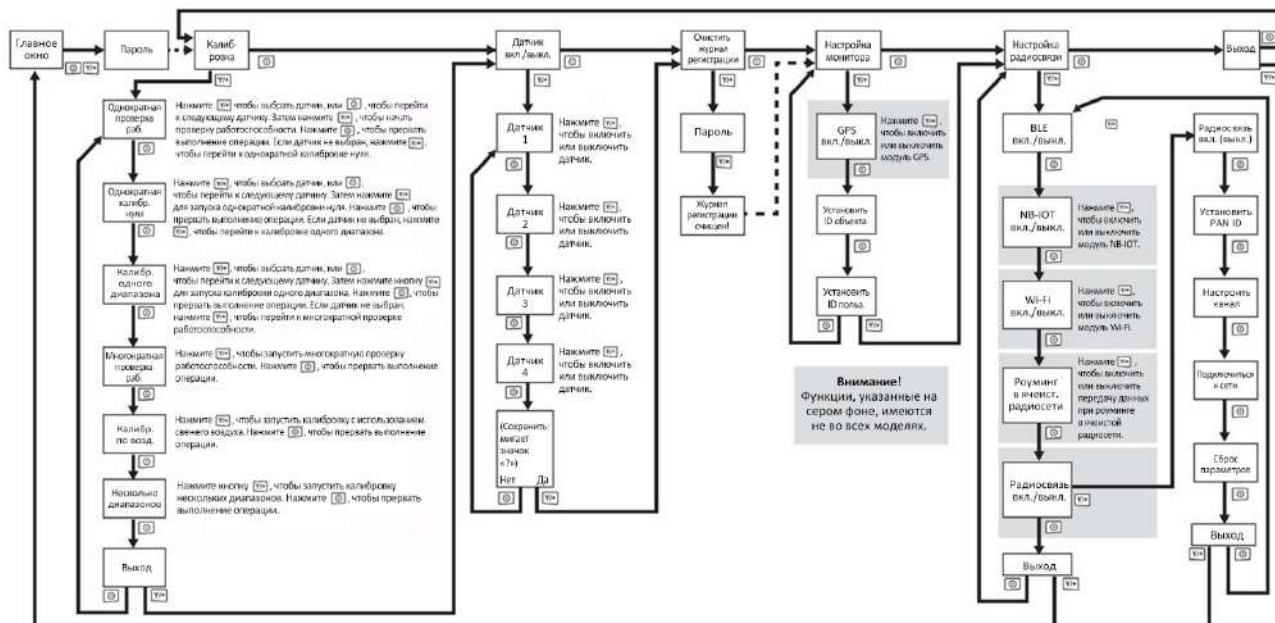 Главное
окно
Пароль
Калиб-
ровка
Датчик
вкл./выкл.
Очистить
журнал
регистрации
Настройка
монитора
Настройка
радиосвязи
Выход
Y/+
Однократная
проверка
раб.
Нажмите Y/+, чтобы выбрать датчик, или , чтобы перейти
к следующему датчику. Затем нажмите Y/+, чтобы начать
проверку работоспособности. Нажмите , чтобы прервать
выполнение операции. Если датчик не выбран, нажмите Y/+,
чтобы перейти к однократной калибровке нуля.
Однократная
калибр.
нуля
Нажмите Y/+, чтобы выбрать датчик, или ,
чтобы перейти к следующему датчику. Затем нажмите Y/+
для запуска однократной калибровки нуля. Нажмите , чтобы
прервать выполнение операции. Если датчик не выбран, нажмите
Y/+, чтобы перейти к калибровке одного диапазона.
Калибр.
одного
диапазона
Нажмите Y/+, чтобы выбрать датчик, или ,
чтобы перейти к следующему датчику. Затем нажмите кнопку Y/+
для запуска калибровки одного диапазона. Нажмите , чтобы
прервать выполнение операции. Если датчик не выбран,
нажмите Y/+, чтобы перейти к многократной проверке
работоспособности.
Многократная
проверка
раб.
Нажмите Y/+, чтобы запустить многократную проверку
работоспособности. Нажмите , чтобы прервать выполнение
операции.
Калибр.
по возд.
Нажмите Y/+, чтобы запустить калибровку с использованием
свежего воздуха. Нажмите , чтобы прервать выполнение
операции.
Несколько
диапазонов
Нажмите кнопку Y/+, чтобы запустить калибровку
нескольких диапазонов. Нажмите , чтобы прервать
выполнение операции.
Выход
Датчик
1
Нажмите Y/+,
чтобы включить
или выключить
датчик.
Датчик
2
Нажмите Y/+,
чтобы включить
или выключить
датчик.
Датчик
3
Нажмите Y/+,
чтобы включить
или выключить
датчик.
Датчик
4
Нажмите Y/+,
чтобы включить
или выключить
датчик.
(Сохранить:
мигает
значок
«?»)
Нет Да
Пароль
Журнал
регистрации
очищен!
GPS
вкл./выкл.
Нажмите Y/+,
чтобы включить
или выключить
модуль GPS.
Установить
ID объекта
Установить
ID польз.
Внимание!
Функции, указанные на
сером фоне, имеются
не во всех моделях.
BLE
вкл./выкл.
NB-IOT
вкл./выкл.
Нажмите Y/+,
чтобы включить
или выключить
модуль NB-IOT.
Wi-Fi
вкл./выкл.
Нажмите Y/+,
чтобы включить
или выключить
модуль Wi-Fi.
Роуминг
в ячеист.
радиосети
Нажмите Y/+,
чтобы включить
или выключить
передачу данных
при роуминге
в ячеистой
радиосети.
Радиосвязь
вкл./выкл.
Выход
Радиосвязь
вкл. (выкл.)
Установить
PAN ID
Настроить
канал
Подключиться
к сети
Сброс
параметров
Выход